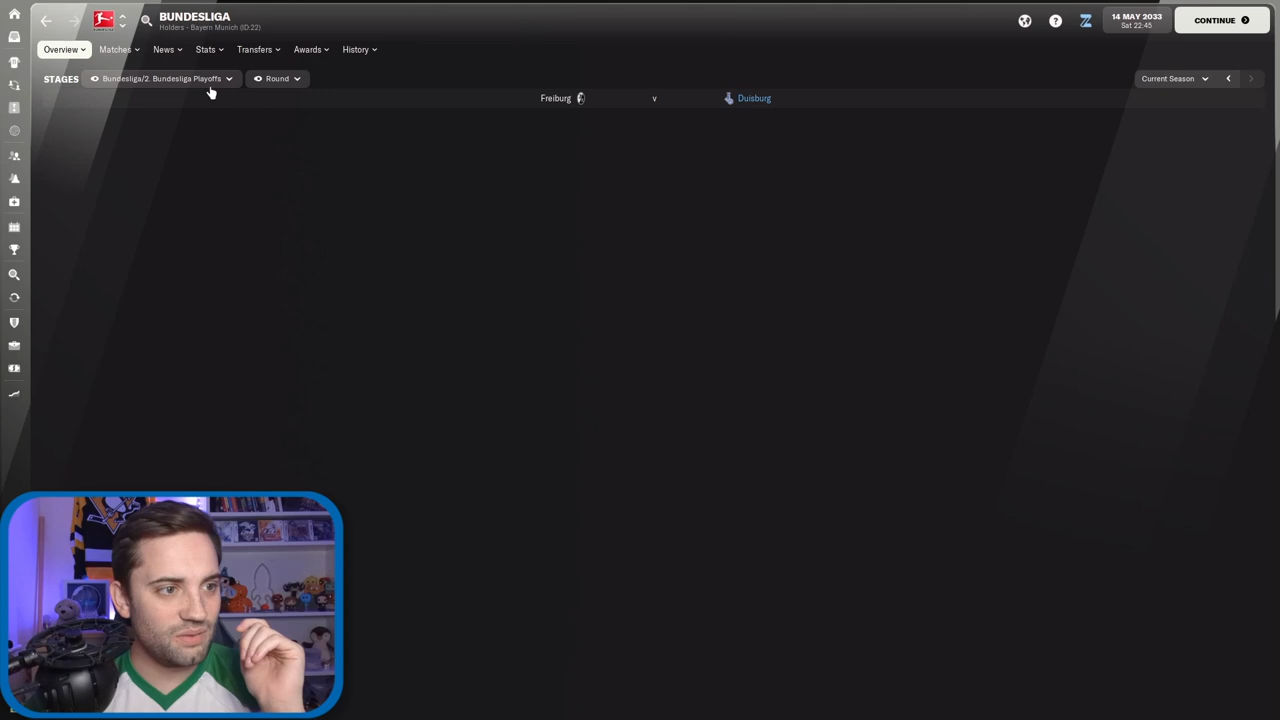 BUNDESLIGA
Holders - Bayern Munich (ID:22)
14 MAY 2033
Sat 22:45
CONTINUE
Overview Matches News Stats Transfers Awards History
STAGES Bundesliga/2. Bundesliga Playoffs Round Current Season
Freiburg v Duisburg